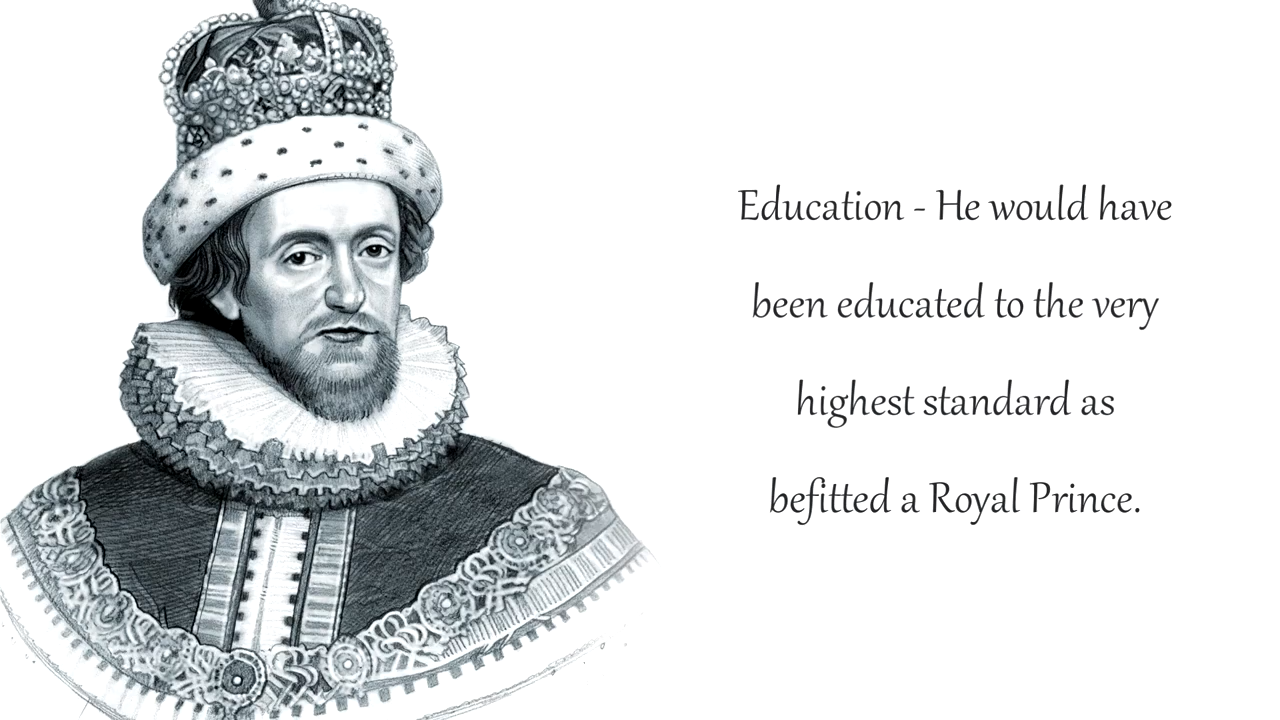 Education - He would have
been educated to the very
highest standard as
befitted a Royal Prince.